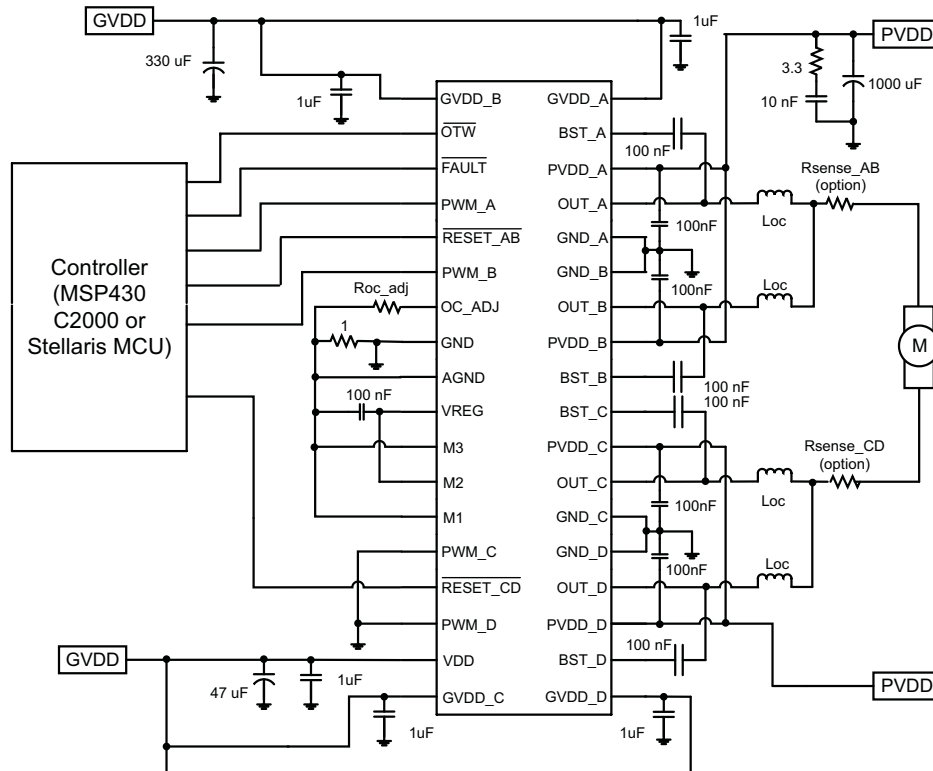 GVDD
1uF
PVDD
330 uF
3.3
1000 uF
1uF
10 nF
GVDD_B
GVDD_A
OTW
BST_A
100 nF
FAULT
PVDD_A
Rsense_AB
(option)
PWM_A
OUT_A
100nF
Loc
RESET_AB
GND_A
Controller
(MSP430
C2000 or
Stellaris MCU)
PWM_B
GND_B
Roc_adj
100nF
Loc
OC_ADJ
OUT_B
1
GND
PVDD_B
M
AGND
BST_B
100 nF
100 nF
100 nF
VREG
BST_C
M3
PVDD_C
Rsense_CD
(option)
M2
OUT_C
Loc
100nF
M1
GND_C
PWM_C
GND_D
100nF
Loc
RESET_CD
OUT_D
PWM_D
PVDD_D
100 nF
GVDD
VDD
BST_D
47 uF
1uF
PVDD
GVDD_C
GVDD_D
1uF
1uF